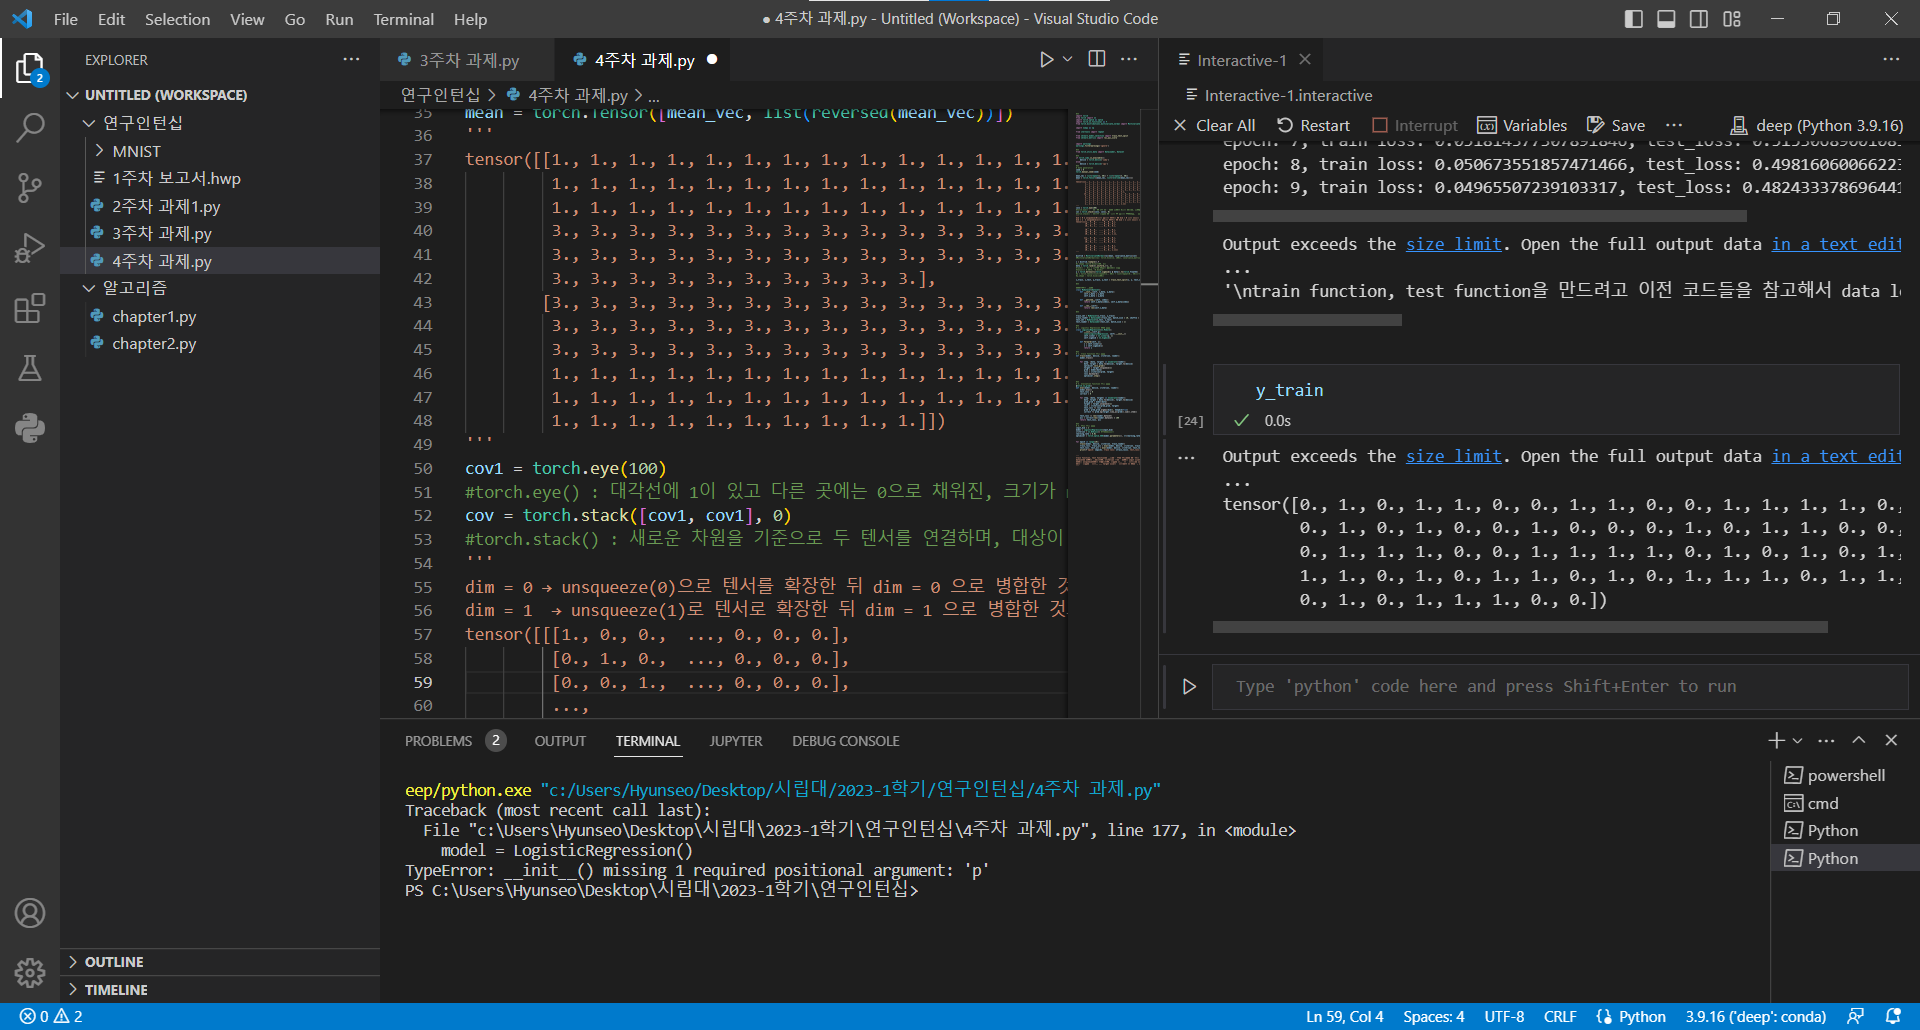 File Edit Selection View Go Run Terminal Help
● 4주차 과제.py - Untitled (Workspace) - Visual Studio Code
EXPLORER
UNTITLED (WORKSPACE)
연구인턴십
MNIST
1주차 보고서.hwp
2주차 과제1.py
3주차 과제.py
4주차 과제.py
알고리즘
chapter1.py
chapter2.py
OUTLINE
TIMELINE
2
3주차 과제.py
4주차 과제.py
연구인턴십 > 4주차 과제.py > ...
35 mean = torch.Tensor([mean_vec, list(reversed(mean_vec))])
36 '''
37 tensor([[1., 1., 1., 1., 1., 1., 1., 1., 1., 1., 1., 1., 1., 1.
38 1., 1., 1., 1., 1., 1., 1., 1., 1., 1., 1., 1., 1., 1.
39 1., 1., 1., 1., 1., 1., 1., 1., 1., 1., 1., 1., 1., 1.
40 3., 3., 3., 3., 3., 3., 3., 3., 3., 3., 3., 3., 3., 3.
41 3., 3., 3., 3., 3., 3., 3., 3., 3., 3., 3., 3., 3., 3.
42 3., 3., 3., 3., 3., 3., 3., 3., 3., 3.],
43 [3., 3., 3., 3., 3., 3., 3., 3., 3., 3., 3., 3., 3., 3.
44 3., 3., 3., 3., 3., 3., 3., 3., 3., 3., 3., 3., 3., 3.
45 3., 3., 3., 3., 3., 3., 3., 3., 3., 3., 3., 3., 3., 3.
46 1., 1., 1., 1., 1., 1., 1., 1., 1., 1., 1., 1., 1., 1.
47 1., 1., 1., 1., 1., 1., 1., 1., 1., 1., 1., 1., 1., 1.
48 1., 1., 1., 1., 1., 1., 1., 1., 1., 1.]])
49 '''
50 cov1 = torch.eye(100)
51 #torch.eye() : 대각선에 1이 있고 다른 곳에는 0으로 채워진, 크기가
52 cov = torch.stack([cov1, cov1], 0)
53 #torch.stack() : 새로운 차원을 기준으로 두 텐서를 연결하며, 대상이
54 '''
55 dim = 0 → unsqueeze(0)으로 텐서를 확장한 뒤 dim = 0 으로 병합한
56 dim = 1 → unsqueeze(1)로 텐서로 확장한 뒤 dim = 1 으로 병합한 것
57 tensor([[[1., 0., 0., ..., 0., 0., 0.],
58 [0., 1., 0., ..., 0., 0., 0.],
59 [0., 0., 1., ..., 0., 0., 0.],
60 ...,
Interactive-1
Interactive-1.interactive
Clear All Restart Interrupt Variables Save ... deep (Python 3.9.16)
epoch: 8, train loss: 0.050673551857471466, test_loss: 0.49816060066223
epoch: 9, train loss: 0.04965507239103317, test_loss: 0.482433378696441
Output exceeds the size limit. Open the full output data in a text edit
...
'\ntrain function, test function을 만드려고 이전 코드들을 참고해서 data l
y_train
[24] ✓ 0.0s
Output exceeds the size limit. Open the full output data in a text edit
...
tensor([0., 1., 0., 1., 1., 0., 0., 1., 1., 0., 0., 1., 1., 1., 1., 0.,
0., 1., 0., 1., 0., 0., 1., 0., 0., 0., 1., 0., 1., 1., 0., 0.,
0., 1., 1., 1., 0., 0., 1., 1., 1., 1., 0., 1., 0., 1., 0., 1.,
1., 1., 0., 1., 0., 1., 1., 0., 1., 0., 1., 1., 1., 0., 1., 1.,
0., 1., 0., 1., 1., 1., 0., 0.])
Type 'python' code here and press Shift+Enter to run
PROBLEMS 2 OUTPUT TERMINAL JUPYTER DEBUG CONSOLE
eep/python.exe "c:/Users/Hyunseo/Desktop/시립대/2023-1학기/연구인턴십/4주차 과제.py"
Traceback (most recent call last):
File "c:\Users\Hyunseo\Desktop\시립대\2023-1학기\연구인턴십\4주차 과제.py", line 177, in <module>
model = LogisticRegression()
TypeError: __init__() missing 1 required positional argument: 'p'
PS C:\Users\Hyunseo\Desktop\시립대\2023-1학기\연구인턴십>
powershell
cmd
Python
Python
0 2
Ln 59, Col 4 Spaces: 4 UTF-8 CRLF Python 3.9.16 ('deep': conda)